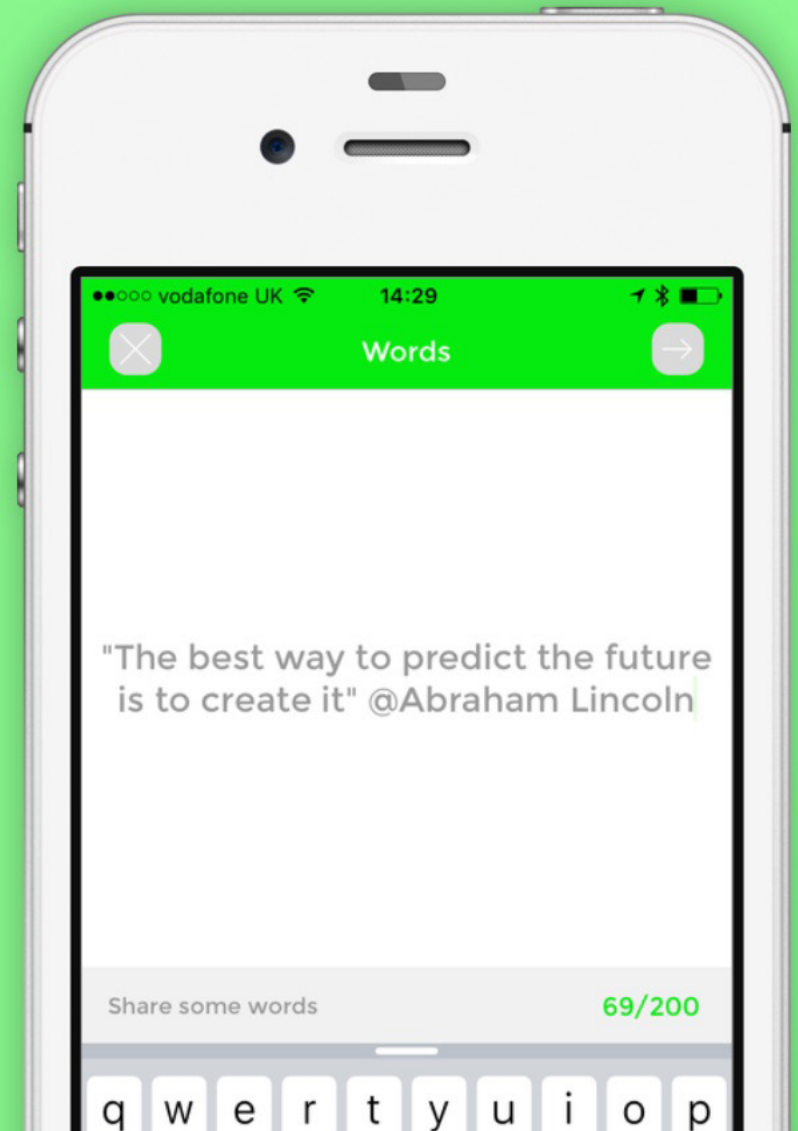 vodafone UK 14:29
Words
"The best way to predict the future
is to create it" @Abraham Lincoln
Share some words 69/200
q w e r t y u i o p